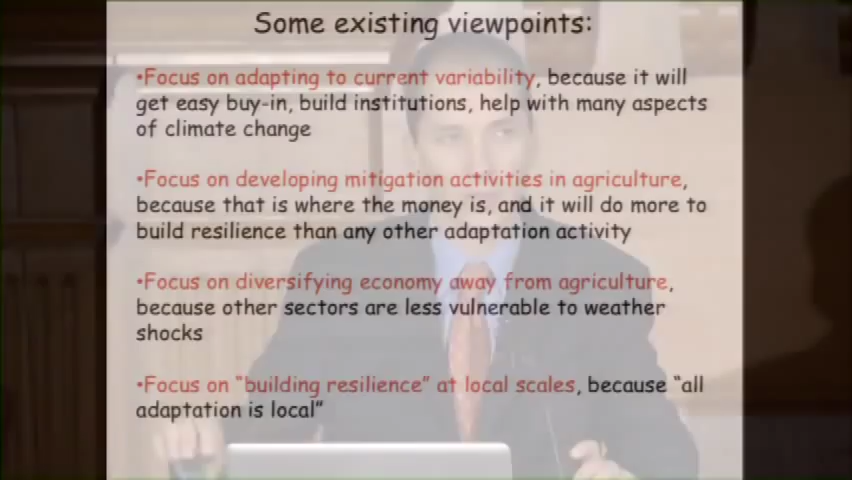 Some existing viewpoints:
•Focus on adapting to current variability, because it will
get easy buy-in, build institutions, help with many aspects
of climate change
•Focus on developing mitigation activities in agriculture,
because that is where the money is, and it will do more to
build resilience than any other adaptation activity
•Focus on diversifying economy away from agriculture,
because other sectors are less vulnerable to weather
shocks
•Focus on “building resilience” at local scales, because “all
adaptation is local”